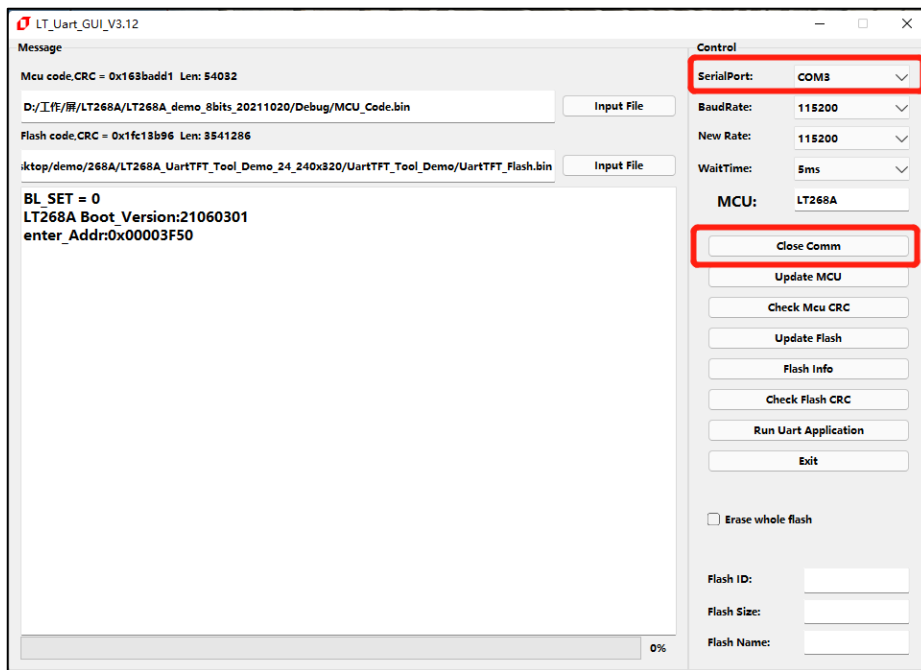 LT_Uart_GUI_V3.12
Message
Mcu code,CRC = 0x163badd1 Len: 54032
D:/工作/屏/LT268A/LT268A_demo_8bits_20211020/Debug/MCU_Code.bin
Input File
Flash code,CRC = 0x1fc13b96 Len: 3541286
sktop/demo/268A/LT268A_UartTFT_Tool_Demo_24_240x320/UartTFT_Tool_Demo/UartTFT_Flash.bin
Input File
BL_SET = 0
LT268A Boot_Version:21060301
enter_Addr:0x00003F50
0%
Control
SerialPort: COM3
BaudRate: 115200
New Rate: 115200
WaitTime: 5ms
MCU: LT268A
Close Comm
Update MCU
Check Mcu CRC
Update Flash
Flash Info
Check Flash CRC
Run Uart Application
Exit
Erase whole flash
Flash ID:
Flash Size:
Flash Name: